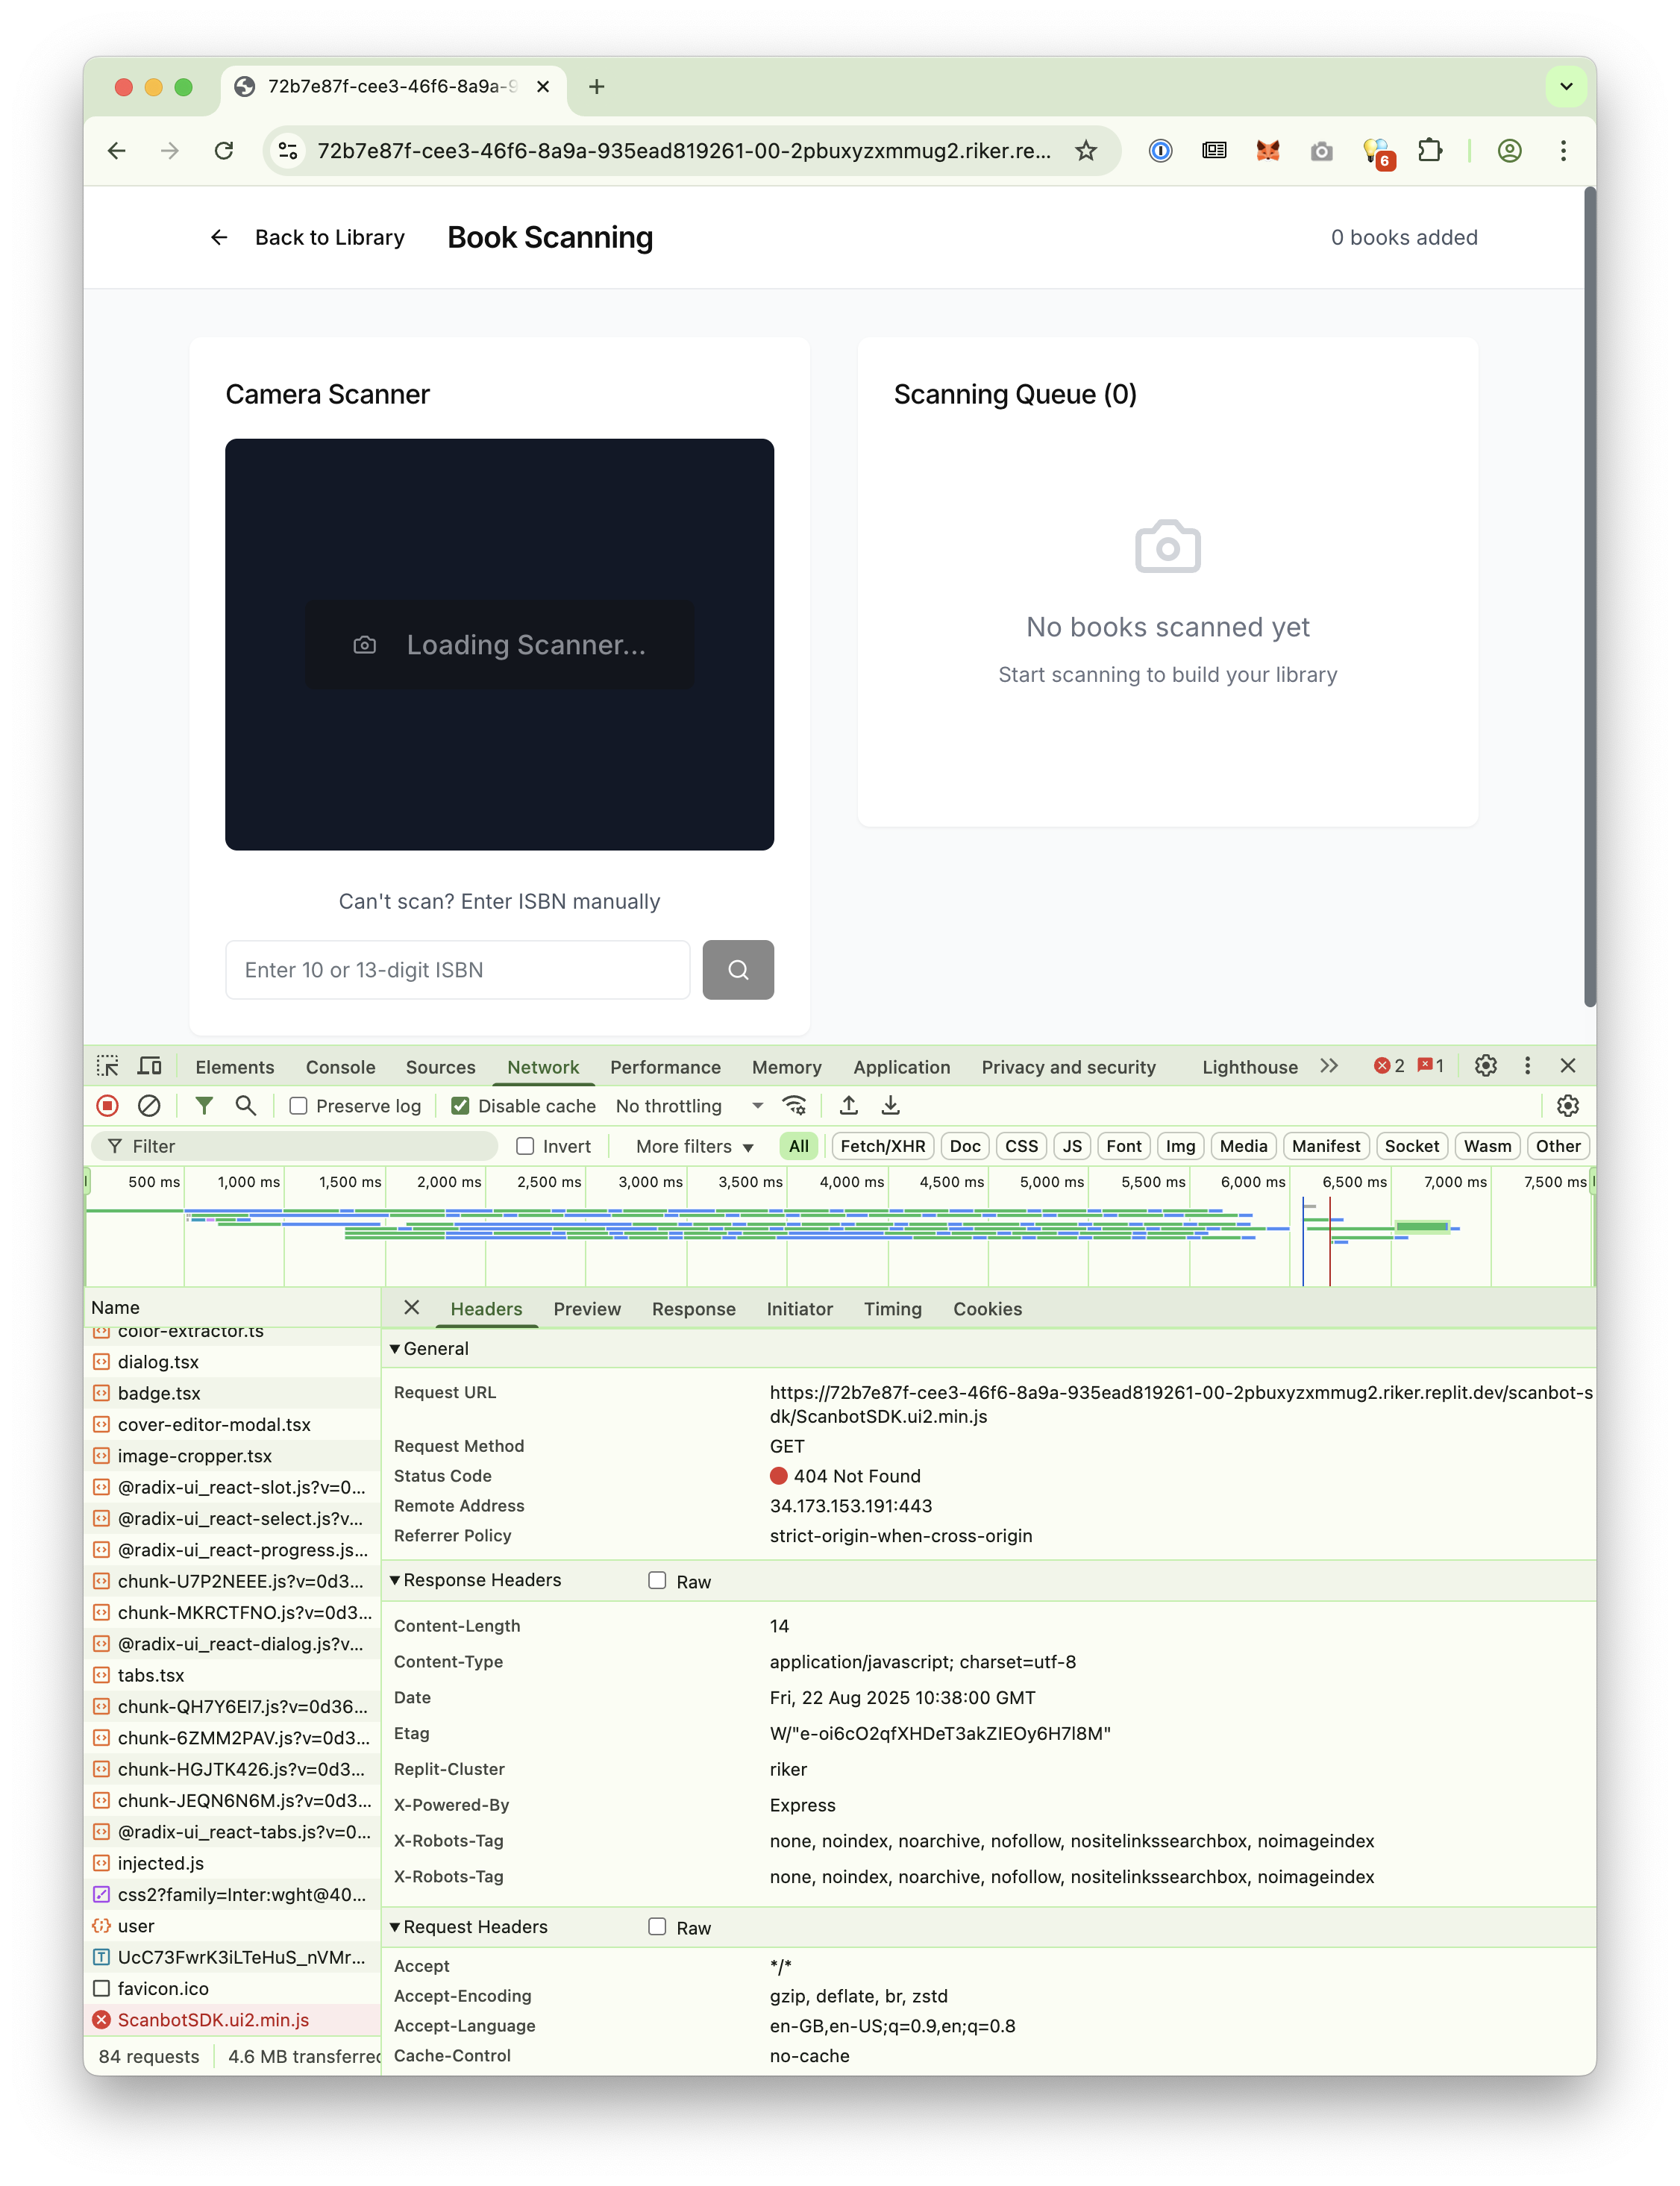 72b7e87f-cee3-46f6-8a9a-9
72b7e87f-cee3-46f6-8a9a-935ead819261-00-2pbuxyzxmmug2.riker.re...
6
Back to Library
Book Scanning
0 books added
Camera Scanner
Loading Scanner...
Can't scan? Enter ISBN manually
Enter 10 or 13-digit ISBN
Scanning Queue (0)
No books scanned yet
Start scanning to build your library
Elements Console Sources Network Performance Memory Application Privacy and security Lighthouse 2 1
Preserve log Disable cache No throttling
Filter Invert More filters All Fetch/XHR Doc CSS JS Font Img Media Manifest Socket Wasm Other
500 ms 1,000 ms 1,500 ms 2,000 ms 2,500 ms 3,000 ms 3,500 ms 4,000 ms 4,500 ms 5,000 ms 5,500 ms 6,000 ms 6,500 ms 7,000 ms 7,500 ms
Name
color-extractor.ts
dialog.tsx
badge.tsx
cover-editor-modal.tsx
image-cropper.tsx
@radix-ui_react-slot.js?v=0...
@radix-ui_react-select.js?v...
@radix-ui_react-progress.js...
chunk-U7P2NEEE.js?v=0d3...
chunk-MKRCTFNO.js?v=0d3...
@radix-ui_react-dialog.js?v...
tabs.tsx
chunk-QH7Y6EI7.js?v=0d36...
chunk-6ZMM2PAV.js?v=0d3...
chunk-HGJTK426.js?v=0d3...
chunk-JEQN6N6M.js?v=0d3...
@radix-ui_react-tabs.js?v=0...
injected.js
css2?family=Inter:wght@40...
user
UcC73FwrK3iLTeHuS_nVMr...
favicon.ico
ScanbotSDK.ui2.min.js
84 requests 4.6 MB transferred
Headers Preview Response Initiator Timing Cookies
General
Request URL https://72b7e87f-cee3-46f6-8a9a-935ead819261-00-2pbuxyzxmmug2.riker.replit.dev/scanbot-s
dk/ScanbotSDK.ui2.min.js
Request Method GET
Status Code 404 Not Found
Remote Address 34.173.153.191:443
Referrer Policy strict-origin-when-cross-origin
Response Headers Raw
Content-Length 14
Content-Type application/javascript; charset=utf-8
Date Fri, 22 Aug 2025 10:38:00 GMT
Etag W/"e-oi6cO2qfXHDeT3akZIEOy6H7l8M"
Replit-Cluster riker
X-Powered-By Express
X-Robots-Tag none, noindex, noarchive, nofollow, nositelinkssearchbox, noimageindex
X-Robots-Tag none, noindex, noarchive, nofollow, nositelinkssearchbox, noimageindex
Request Headers Raw
Accept */*
Accept-Encoding gzip, deflate, br, zstd
Accept-Language en-GB,en-US;q=0.9,en;q=0.8
Cache-Control no-cache